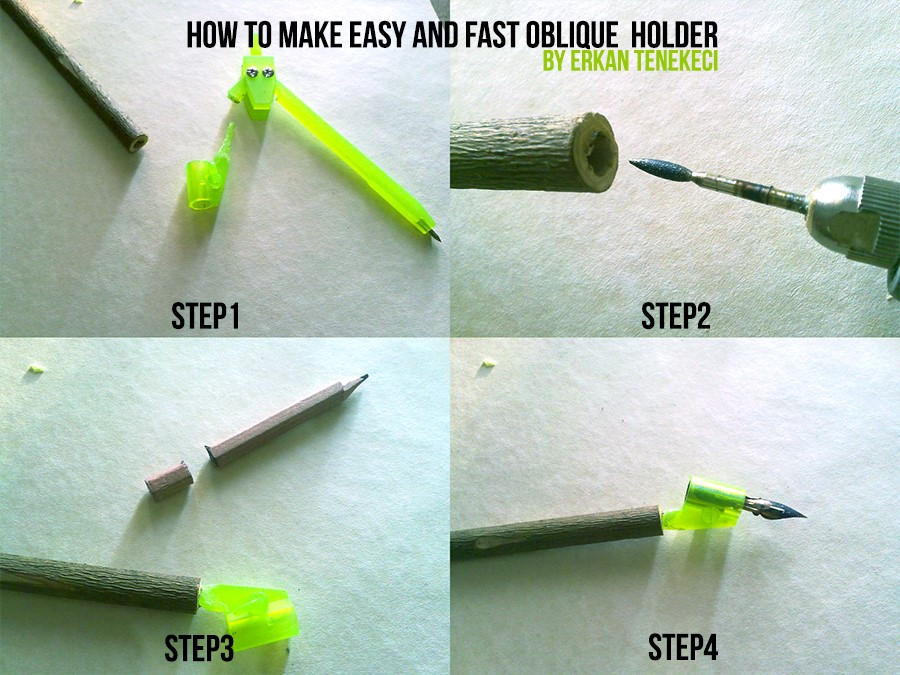 HOW TO MAKE EASY AND FAST OBLIQUE HOLDER
BY ERKAN TENEKECI
STEP1
STEP2
STEP3
STEP4